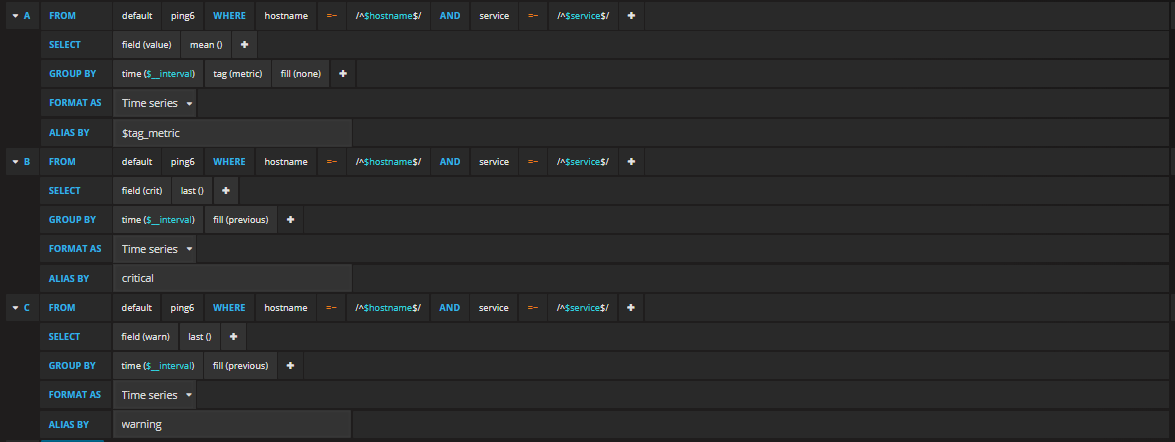 A FROM default ping6 WHERE hostname =~ /^$hostname$/ AND service =~ /^$service$/ +
SELECT field (value) mean () +
GROUP BY time ($__interval) tag (metric) fill (none) +
FORMAT AS Time series
ALIAS BY $tag_metric
B FROM default ping6 WHERE hostname =~ /^$hostname$/ AND service =~ /^$service$/ +
SELECT field (crit) last () +
GROUP BY time ($__interval) fill (previous) +
FORMAT AS Time series
ALIAS BY critical
C FROM default ping6 WHERE hostname =~ /^$hostname$/ AND service =~ /^$service$/ +
SELECT field (warn) last () +
GROUP BY time ($__interval) fill (previous) +
FORMAT AS Time series
ALIAS BY warning